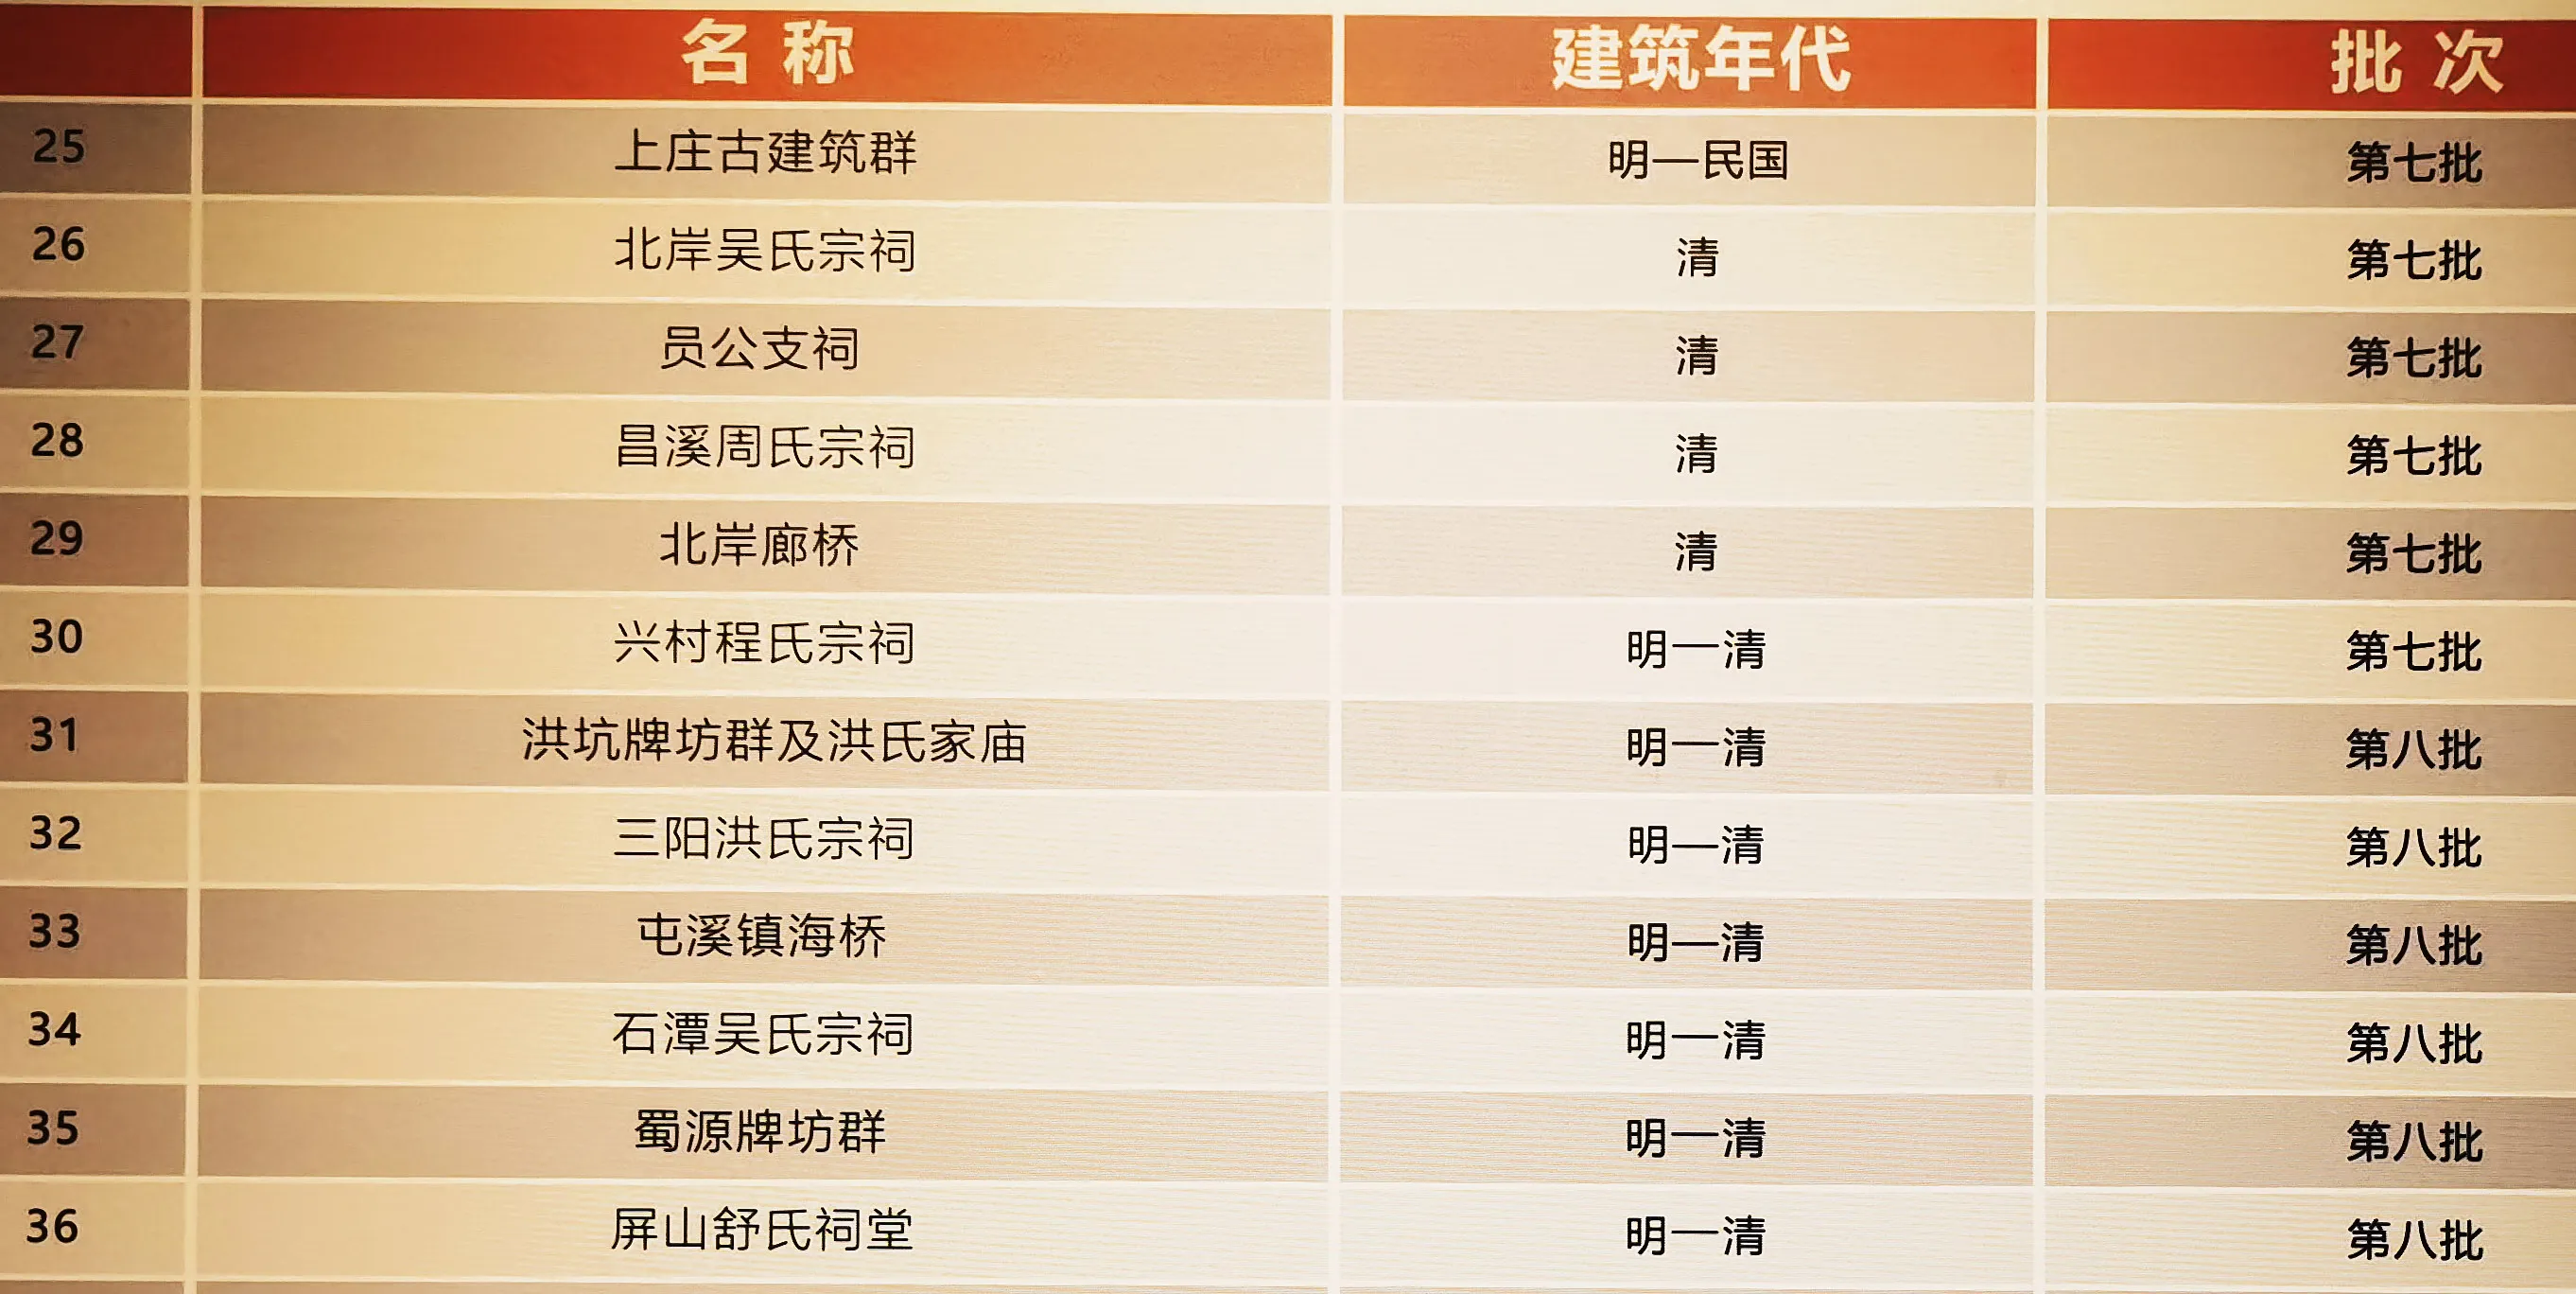 名 称 建筑年代 批 次
25 上庄古建筑群 明—民国 第七批
26 北岸吴氏宗祠 清 第七批
27 员公支祠 清 第七批
28 昌溪周氏宗祠 清 第七批
29 北岸廊桥 清 第七批
30 兴村程氏宗祠 明—清 第七批
31 洪坑牌坊群及洪氏家庙 明—清 第八批
32 三阳洪氏宗祠 明—清 第八批
33 屯溪镇海桥 明—清 第八批
34 石潭吴氏宗祠 明—清 第八批
35 蜀源牌坊群 明—清 第八批
36 屏山舒氏祠堂 明—清 第八批